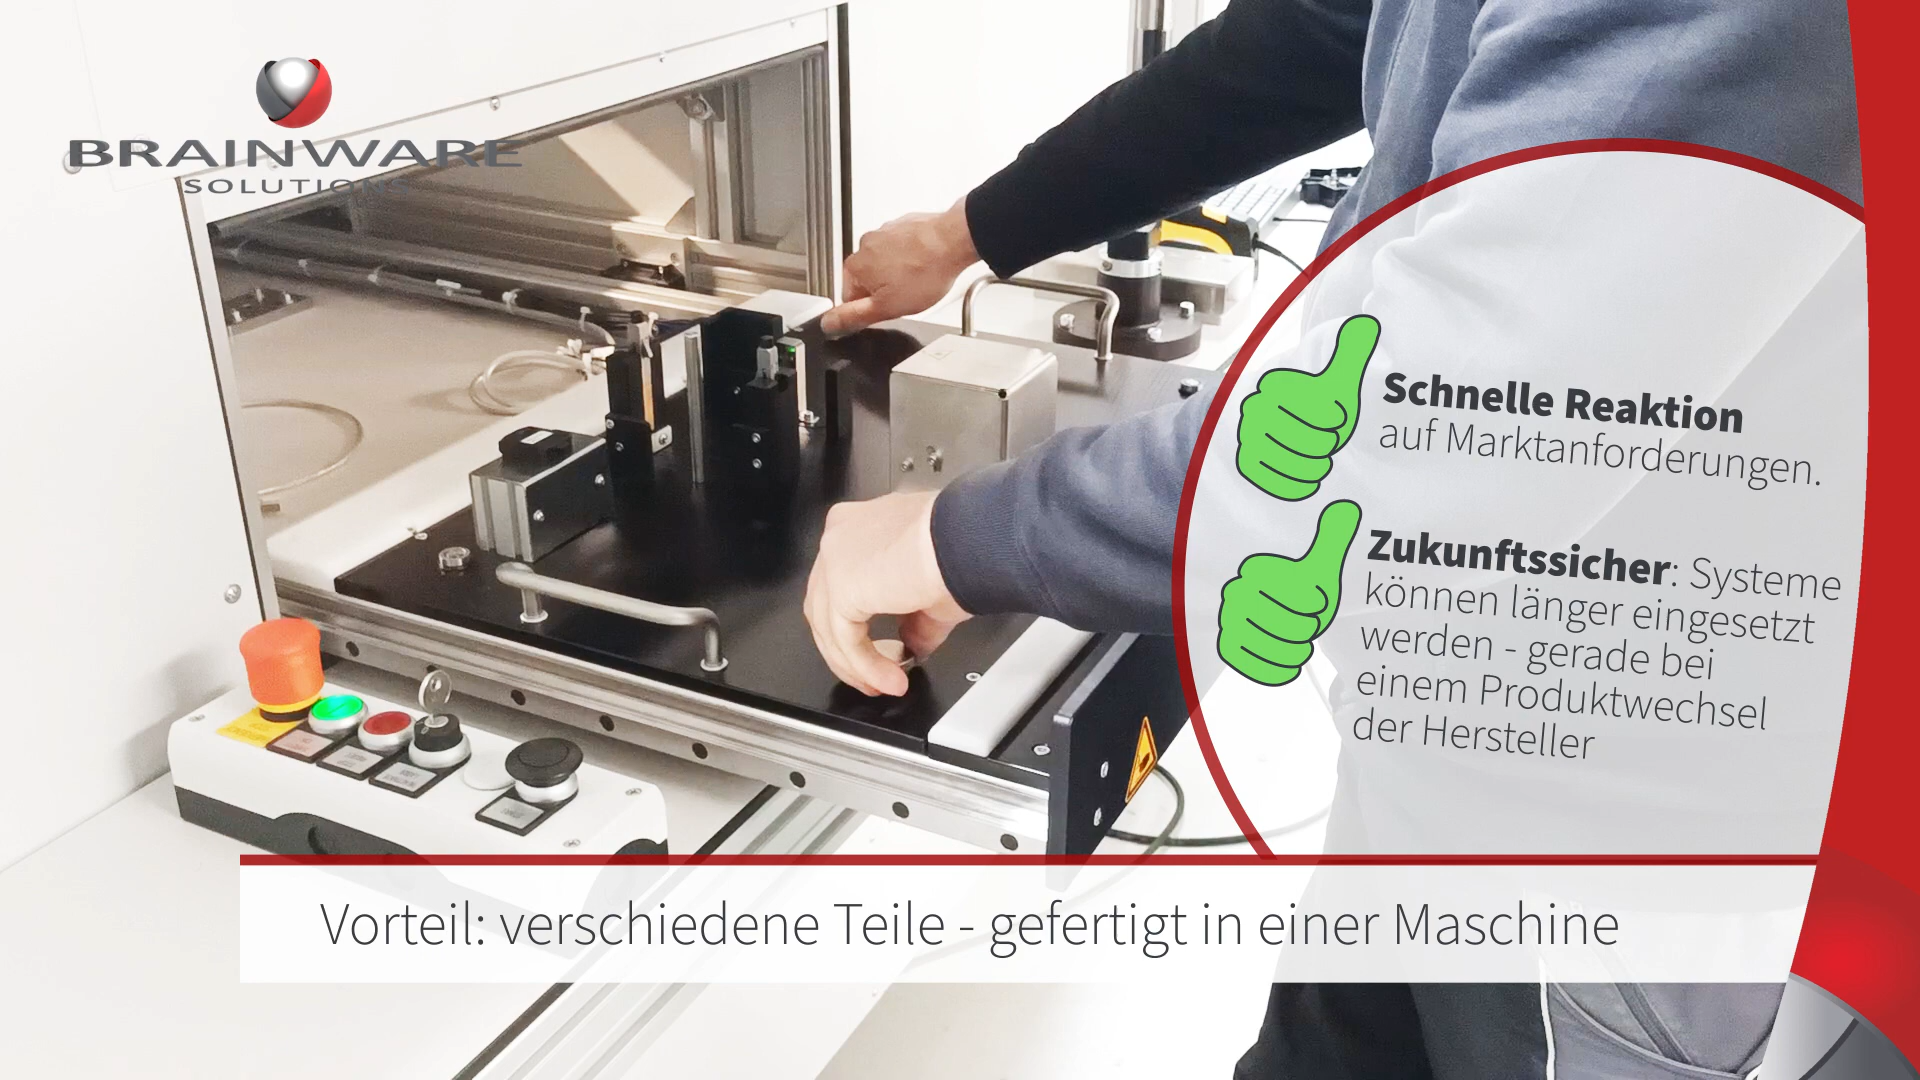 BRAINWARE
SOLUTIONS
Schnelle Reaktion
auf Marktanforderungen.
Zukunftssicher: Systeme
können länger eingesetzt
werden - gerade bei
einem Produktwechsel
der Hersteller
Vorteil: verschiedene Teile - gefertigt in einer Maschine